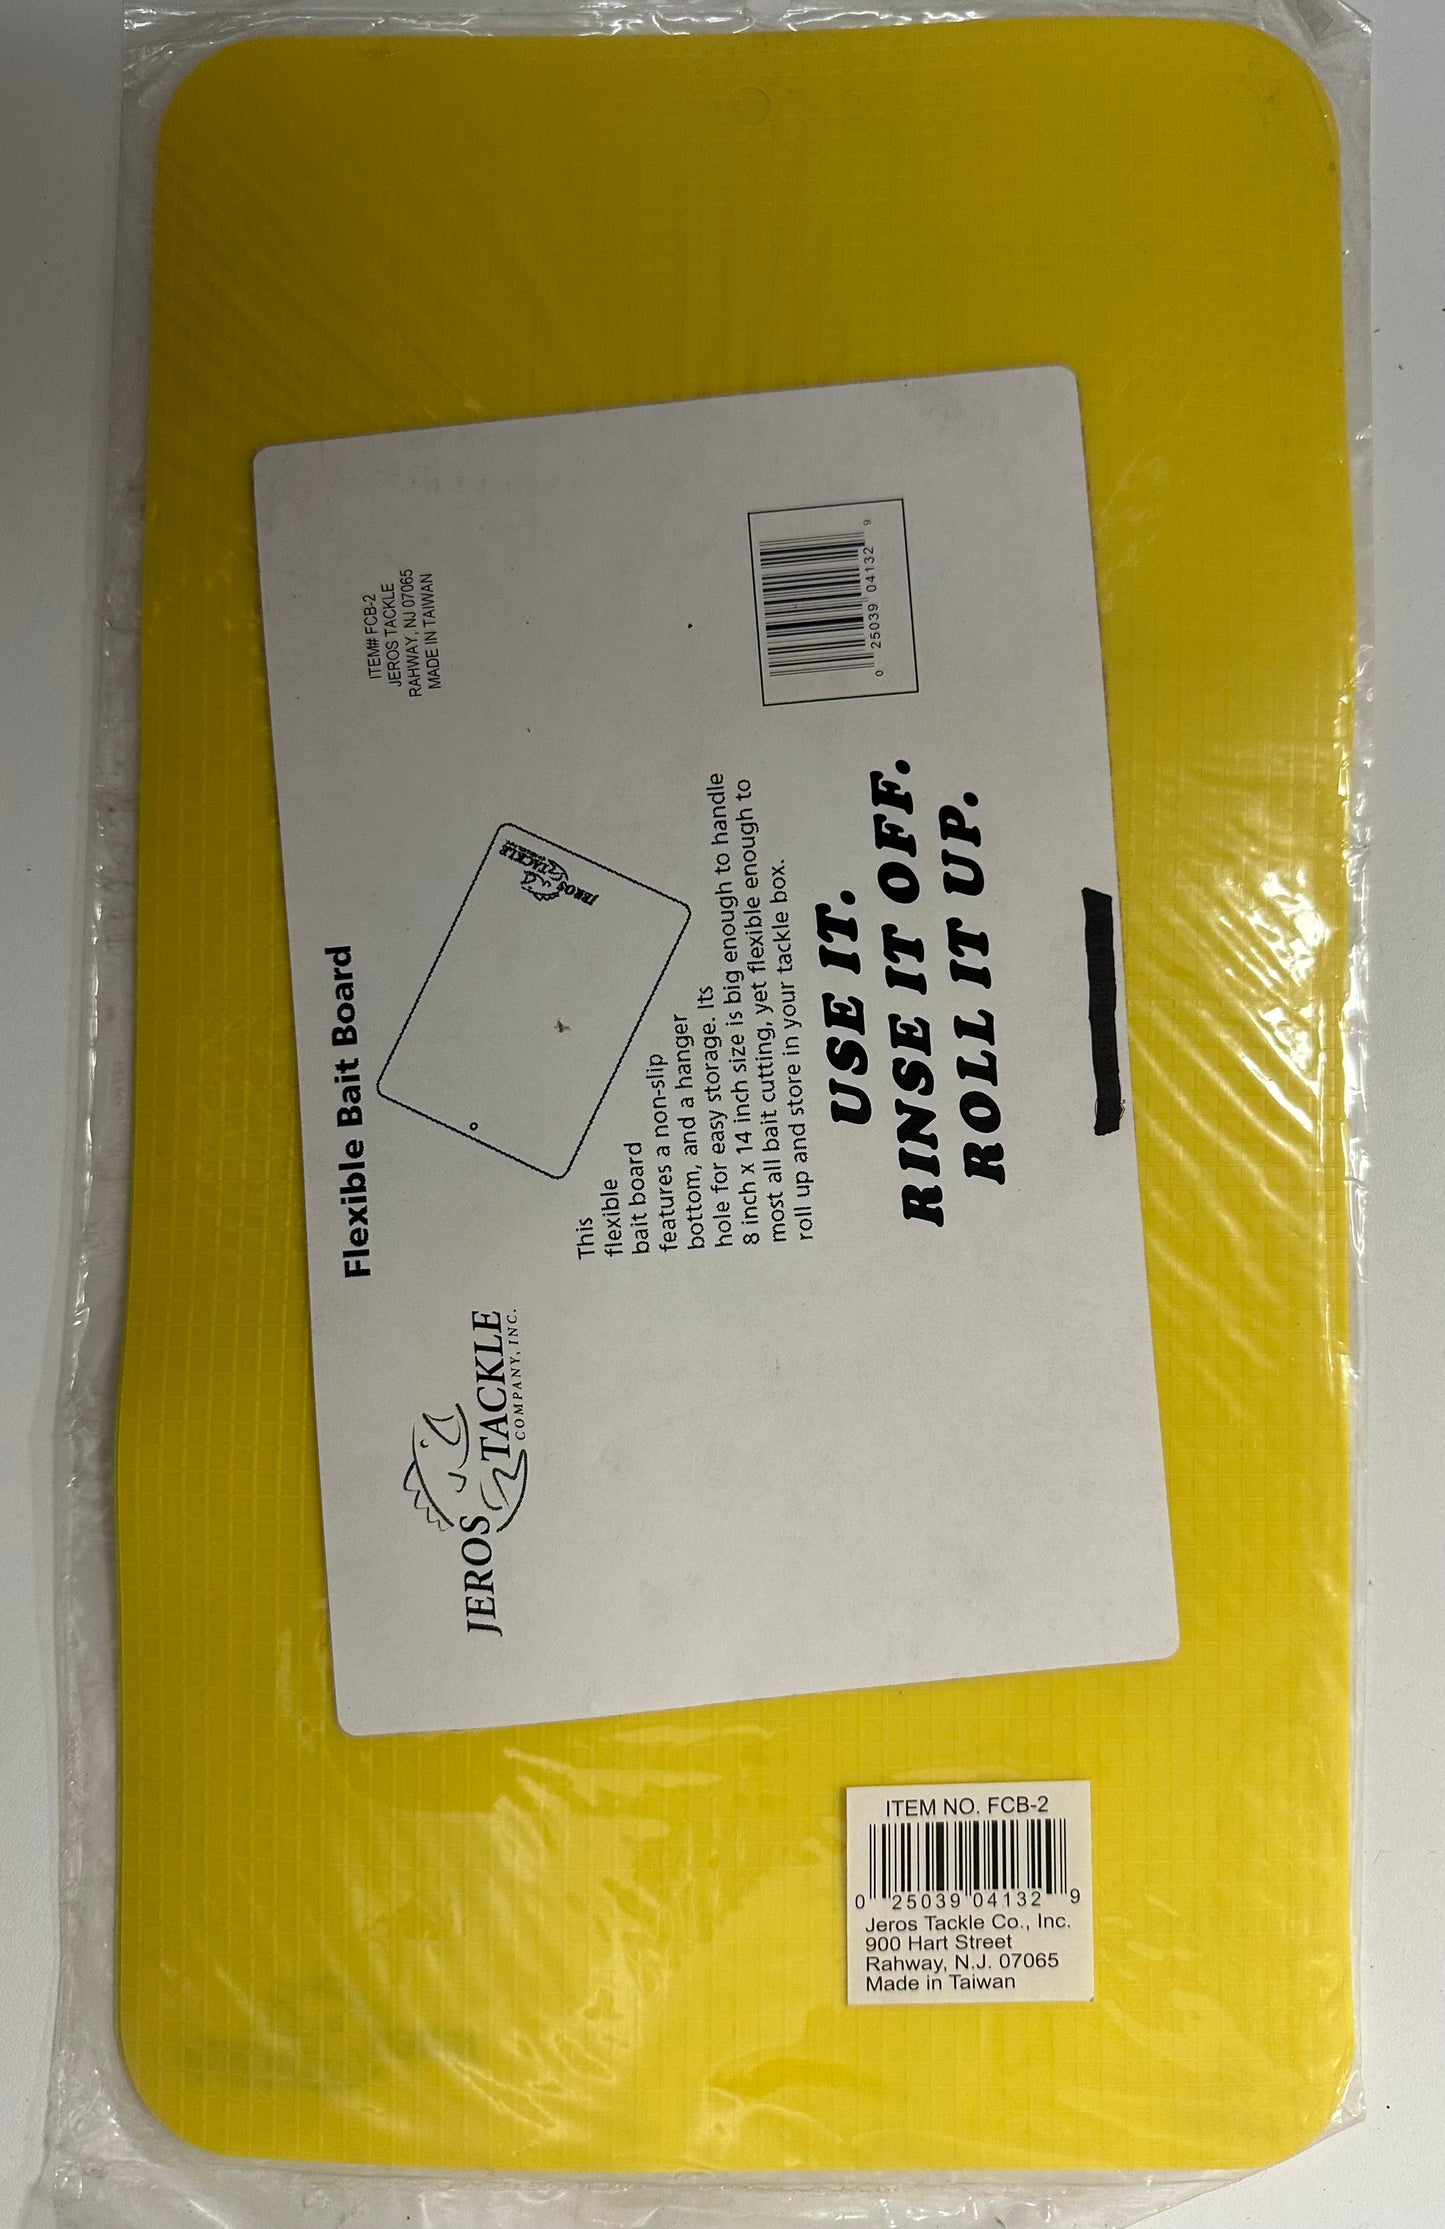 Flexible Bait Board
ITEM# FCB-2
JEROS TACKLE
RAHWAY, NJ 07065
MADE IN TAIWAN
JEROS
TACKLE
COMPANY, INC.
JEROS
TACKLE
This
flexible
bait board
features a non-slip
bottom, and a hanger
hole for easy storage. Its
8 inch x 14 inch size is big enough to handle
most all bait cutting, yet flexible enough to
roll up and store in your tackle box.
USE IT.
RINSE IT OFF.
ROLL IT UP.
0 25039 04132 9
ITEM NO. FCB-2
0 25039 04132 9
Jeros Tackle Co., Inc.
900 Hart Street
Rahway, N.J. 07065
Made in Taiwan